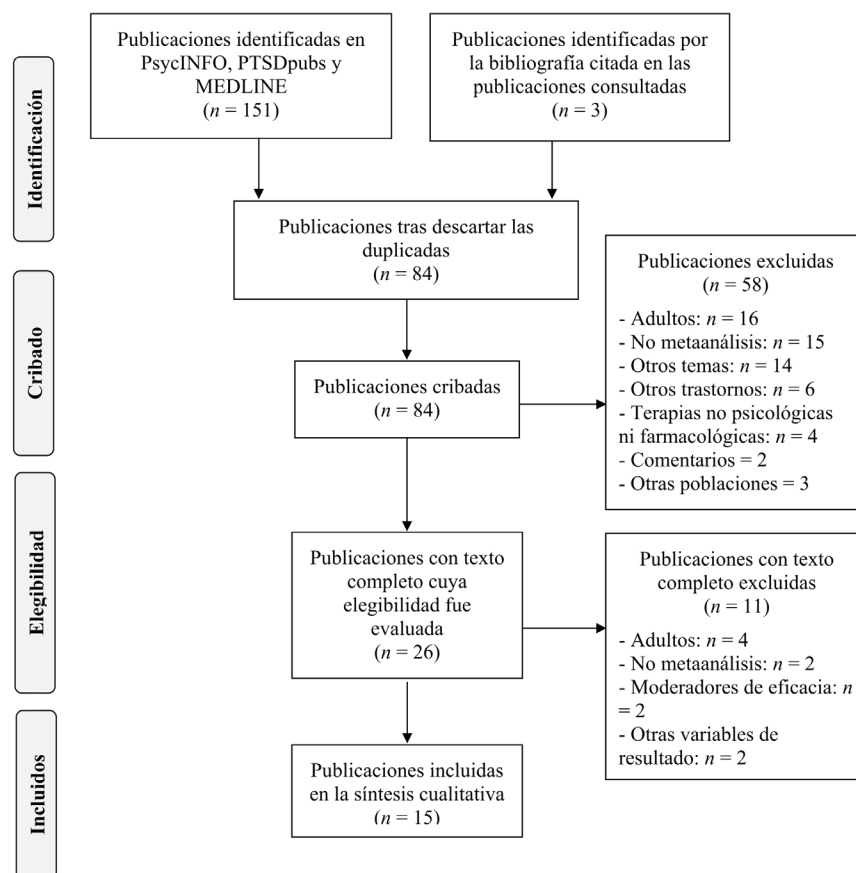 Publicaciones identificadas en
PsycINFO, PTSDpubs y
MEDLINE
(n = 151)
Publicaciones identificadas por
la bibliografía citada en las
publicaciones consultadas
(n = 3)
Identificación
Publicaciones tras descartar las
duplicadas
(n = 84)
Cribado
Publicaciones cribadas
(n = 84)
Publicaciones excluidas
(n = 58)
- Adultos: n = 16
- No metaanálisis: n = 15
- Otros temas: n = 14
- Otros trastornos: n = 6
- Terapias no psicológicas
ni farmacológicas: n = 4
- Comentarios = 2
- Otras poblaciones = 3
Elegibilidad
Publicaciones con texto
completo cuya
elegibilidad fue
evaluada
(n = 26)
Publicaciones con texto
completo excluidas
(n = 11)
- Adultos: n = 4
- No metaanálisis: n = 2
- Moderadores de eficacia: n
= 2
- Otras variables de
resultado: n = 2
Incluidos
Publicaciones incluidas
en la síntesis cualitativa
(n = 15)